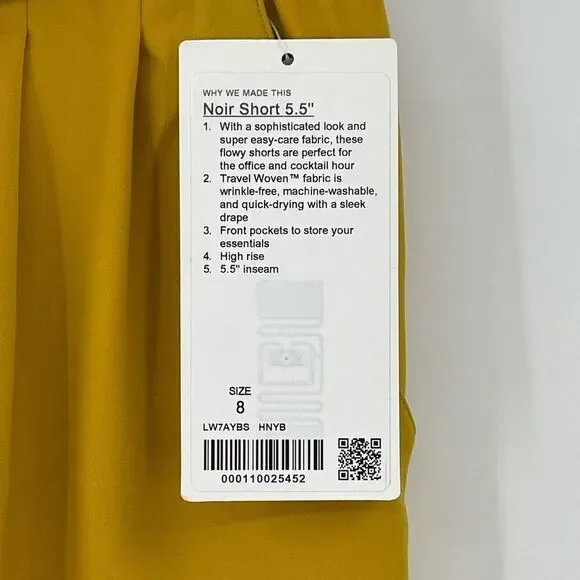 WHY WE MADE THIS
Noir Short 5.5"
1. With a sophisticated look and
super easy-care fabric, these
flowy shorts are perfect for
the office and cocktail hour
2. Travel Woven™ fabric is
wrinkle-free, machine-washable,
and quick-drying with a sleek
drape
3. Front pockets to store your
essentials
4. High rise
5. 5.5" inseam
SIZE
8
LW7AYBS HNYB
000110025452